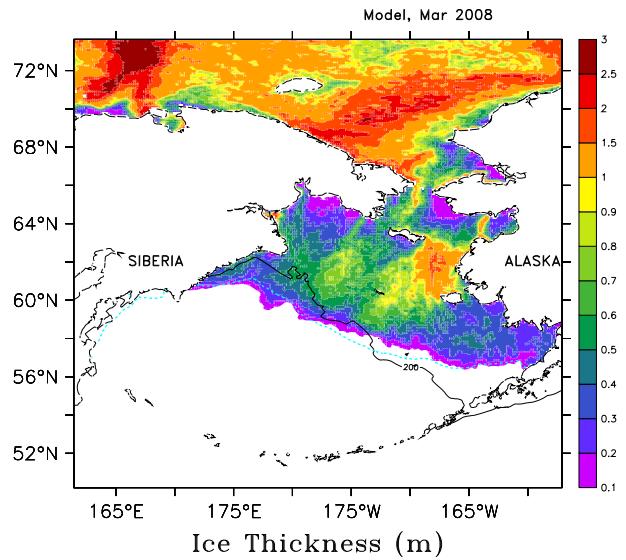 Model, Mar 2008
72°N
68°N
64°N
60°N
56°N
52°N
SIBERIA
ALASKA
200
165°E
175°E
175°W
165°W
3
2.5
2
1.5
1
0.9
0.8
0.7
0.6
0.5
0.4
0.3
0.2
0.1
Ice Thickness (m)